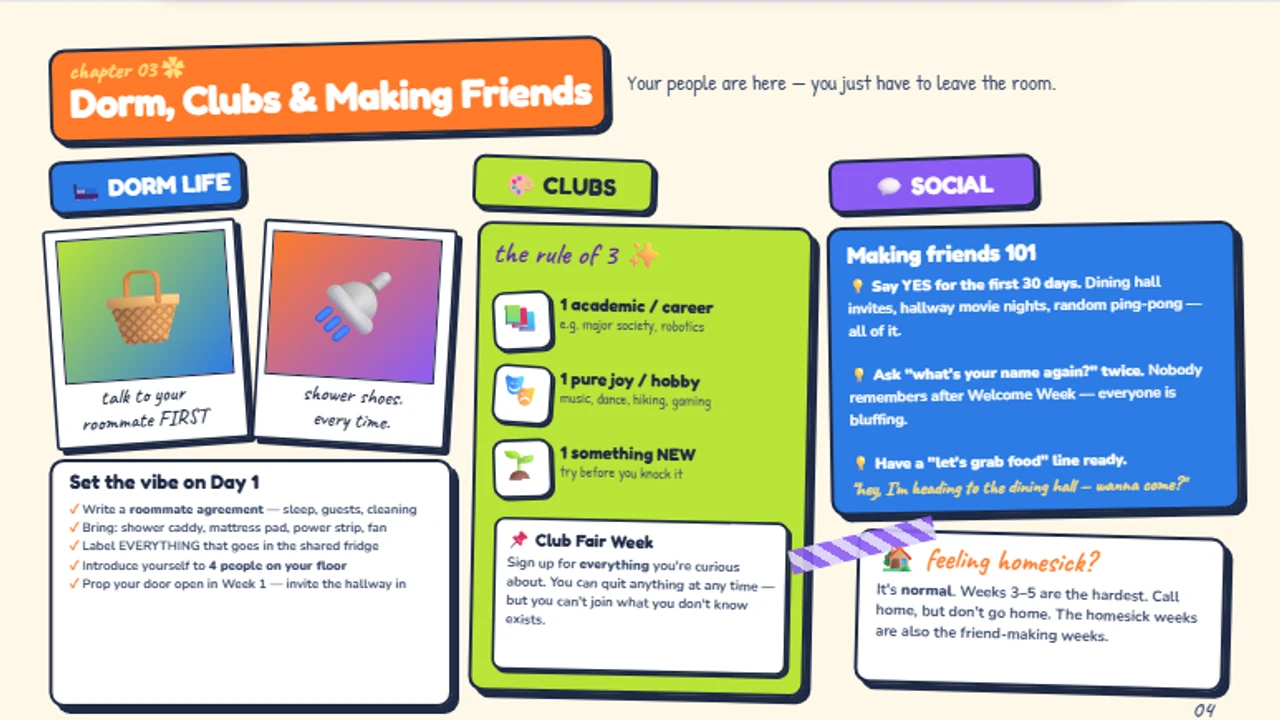 chapter 03
Dorm, Clubs & Making Friends
Your people are here — you just have to leave the room.
DORM LIFE
talk to your
roommate FIRST
shower shoes.
every time.
Set the vibe on Day 1
✓ Write a roommate agreement — sleep, guests, cleaning
✓ Bring: shower caddy, mattress pad, power strip, fan
✓ Label EVERYTHING that goes in the shared fridge
✓ Introduce yourself to 4 people on your floor
✓ Prop your door open in Week 1 — invite the hallway in
CLUBS
the rule of 3
1 academic / career
e.g. major society, robotics
1 pure joy / hobby
music, dance, hiking, gaming
1 something NEW
try before you knock it
Club Fair Week
Sign up for everything you're curious
about. You can quit anything at any time —
but you can't join what you don't know
exists.
SOCIAL
Making friends 101
Say YES for the first 30 days. Dining hall
invites, hallway movie nights, random ping-pong —
all of it.
Ask "what's your name again?" twice. Nobody
remembers after Welcome Week — everyone is
bluffing.
Have a "let's grab food" line ready.
"hey, I'm heading to the dining hall — wanna come?"
feeling homesick?
It's normal. Weeks 3–5 are the hardest. Call
home, but don't go home. The homesick weeks
are also the friend-making weeks.
04